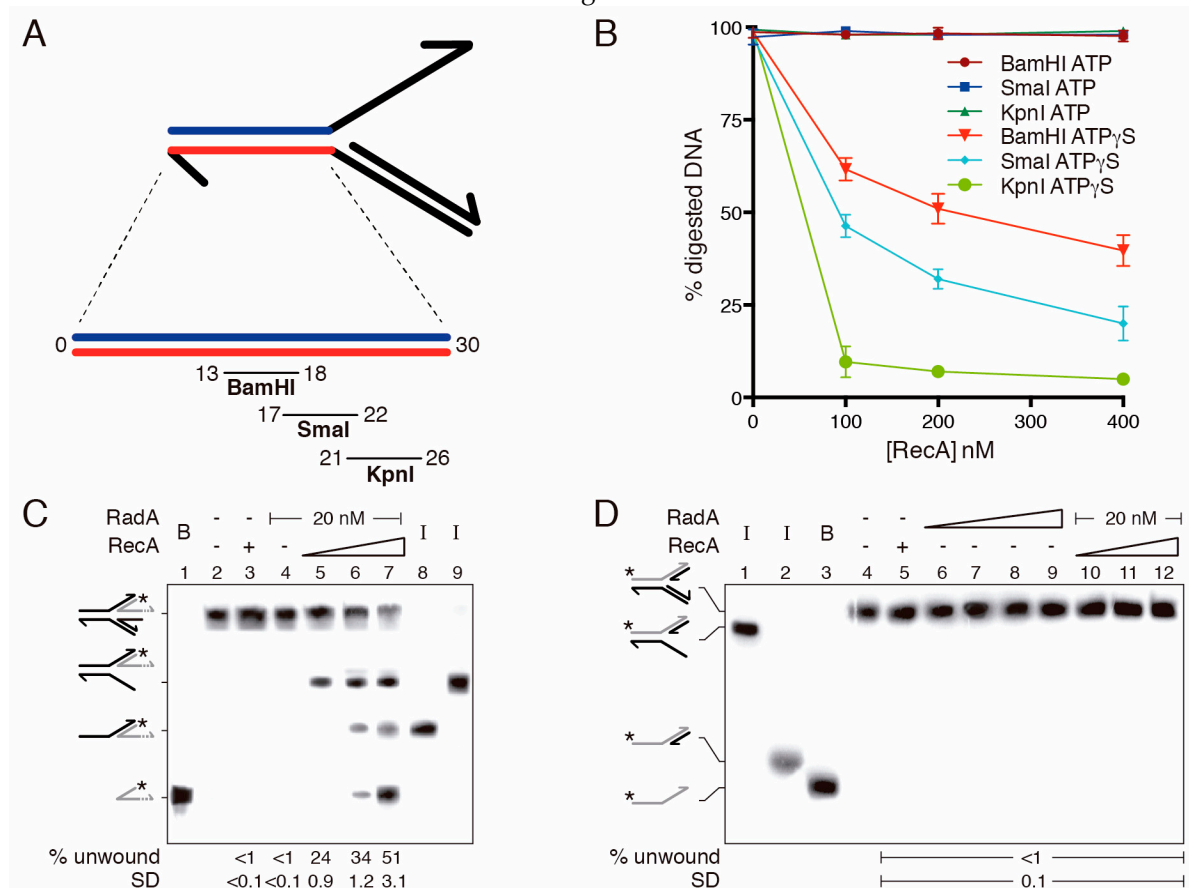 A
0
30
13
18
BamHI
17
22
SmaI
21
26
KpnI
B
100
75
50
25
0
% digested DNA
0
100
200
300
400
[RecA] nM
BamHI ATP
SmaI ATP
KpnI ATP
BamHI ATPγS
SmaI ATPγS
KpnI ATPγS
C
RadA - - 20 nM
B I I
RecA - + -
1 2 3 4 5 6 7 8 9
*
*
*
*
% unwound <1 <1 24 34 51
SD <0.1 <0.1 0.9 1.2 3.1
D
RadA - - 20 nM
I I B
RecA - + - - - -
1 2 3 4 5 6 7 8 9 10 11 12
*
*
*
*
<1
0.1